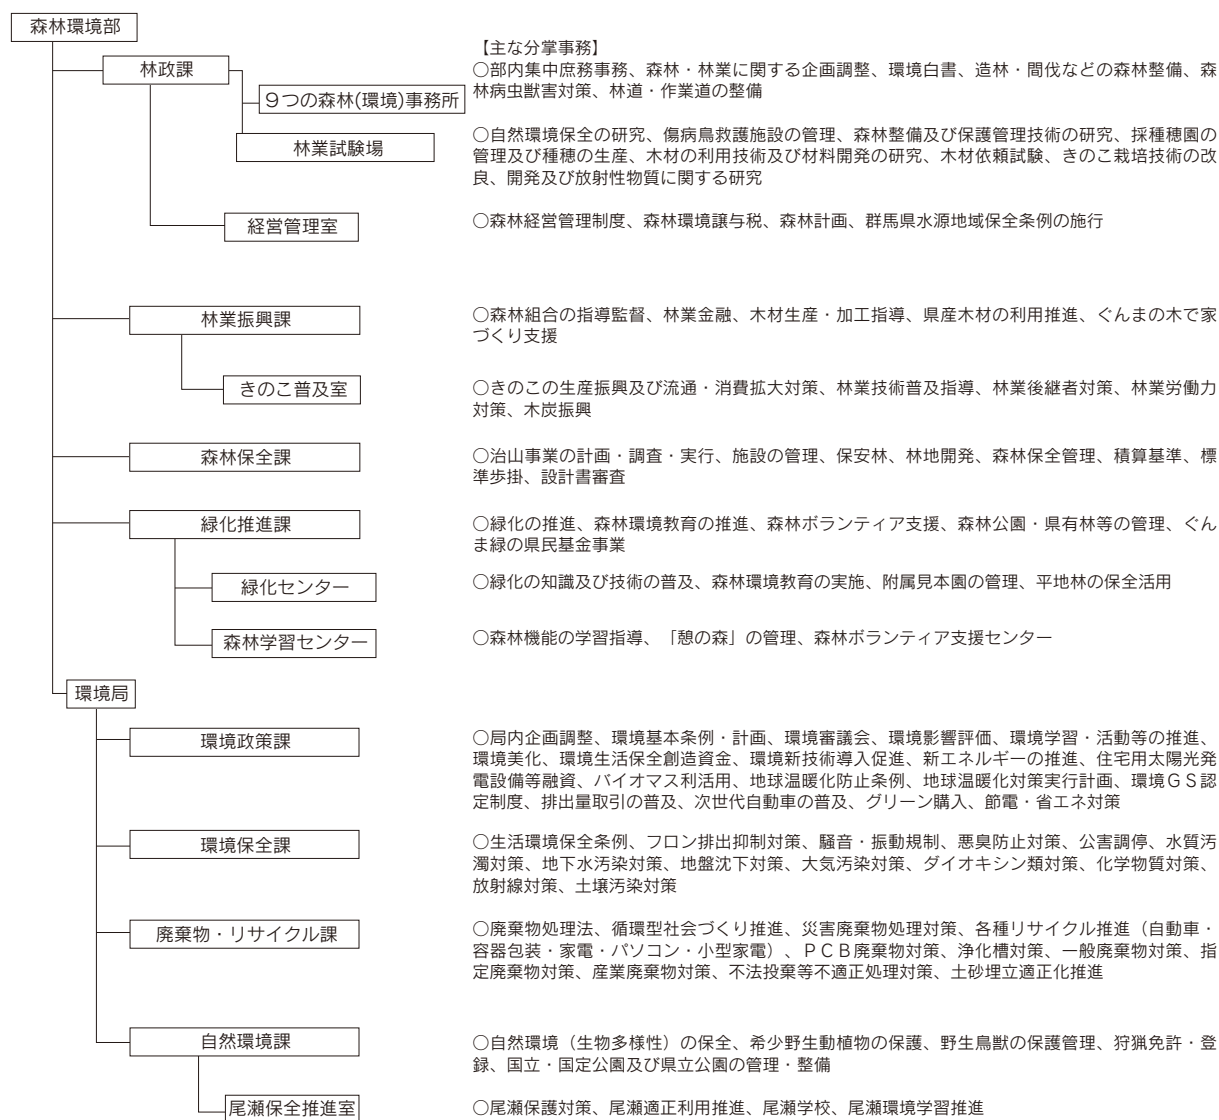 森林環境部
【主な分掌事務】
林政課
○部内集中庶務事務、森林・林業に関する企画調整、環境白書、造林・間伐などの森林整備、森
林病虫獣害対策、林道・作業道の整備
9つの森林(環境)事務所
林業試験場
○自然環境保全の研究、傷病鳥救護施設の管理、森林整備及び保護管理技術の研究、採種穂園の
管理及び種穂の生産、木材の利用技術及び材料開発の研究、木材依頼試験、きのこ栽培技術の改
良、開発及び放射性物質に関する研究
経営管理室
○森林経営管理制度、森林環境譲与税、森林計画、群馬県水源地域保全条例の施行
林業振興課
○森林組合の指導監督、林業金融、木材生産・加工指導、県産木材の利用推進、ぐんまの木で家
づくり支援
きのこ普及室
○きのこの生産振興及び流通・消費拡大対策、林業技術普及指導、林業後継者対策、林業労働力
対策、木炭振興
森林保全課
○治山事業の計画・調査・実行、施設の管理、保安林、林地開発、森林保全管理、積算基準、標
準歩掛、設計書審査
緑化推進課
○緑化の推進、森林環境教育の推進、森林ボランティア支援、森林公園・県有林等の管理、ぐん
ま緑の県民基金事業
緑化センター
○緑化の知識及び技術の普及、森林環境教育の実施、附属見本園の管理、平地林の保全活用
森林学習センター
○森林機能の学習指導、「憩の森」の管理、森林ボランティア支援センター
環境局
環境政策課
○局内企画調整、環境基本条例・計画、環境審議会、環境影響評価、環境学習・活動等の推進、
環境美化、環境生活保全創造資金、環境新技術導入促進、新エネルギーの推進、住宅用太陽光発
電設備等融資、バイオマス利活用、地球温暖化防止条例、地球温暖化対策実行計画、環境GS認
定制度、排出量取引の普及、次世代自動車の普及、グリーン購入、節電・省エネ対策
環境保全課
○生活環境保全条例、フロン排出抑制対策、騒音・振動規制、悪臭防止対策、公害調停、水質汚
濁対策、地下水汚染対策、地盤沈下対策、大気汚染対策、ダイオキシン類対策、化学物質対策、
放射線対策、土壌汚染対策
廃棄物・リサイクル課
○廃棄物処理法、循環型社会づくり推進、災害廃棄物処理対策、各種リサイクル推進（自動車・
容器包装・家電・パソコン・小型家電）、PCB廃棄物対策、浄化槽対策、一般廃棄物対策、指
定廃棄物対策、産業廃棄物対策、不法投棄等不適正処理対策、土砂埋立適正化推進
自然環境課
○自然環境（生物多様性）の保全、希少野生動植物の保護、野生鳥獣の保護管理、狩猟免許・登
録、国立・国定公園及び県立公園の管理・整備
尾瀬保全推進室
○尾瀬保護対策、尾瀬適正利用推進、尾瀬学校、尾瀬環境学習推進